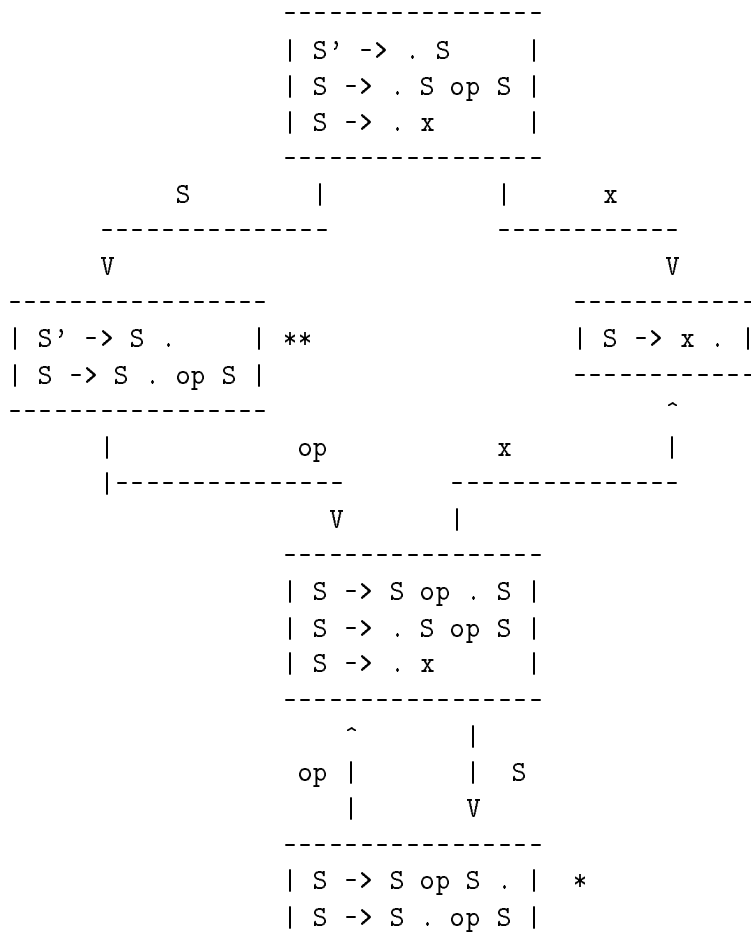 -----------------
| S’ -> . S |
| S -> . S op S |
| S -> . x |
-----------------
S | | x
--------------- ------------
V V
----------------- ------------
| S’ -> S . | ** | S -> x . |
| S -> S . op S | ------------
----------------- ^
| op x |
|--------------- ---------------
V |
-----------------
| S -> S op . S |
| S -> . S op S |
| S -> . x |
-----------------
^ |
op | | S
| V
-----------------
| S -> S op S . | *
| S -> S . op S |